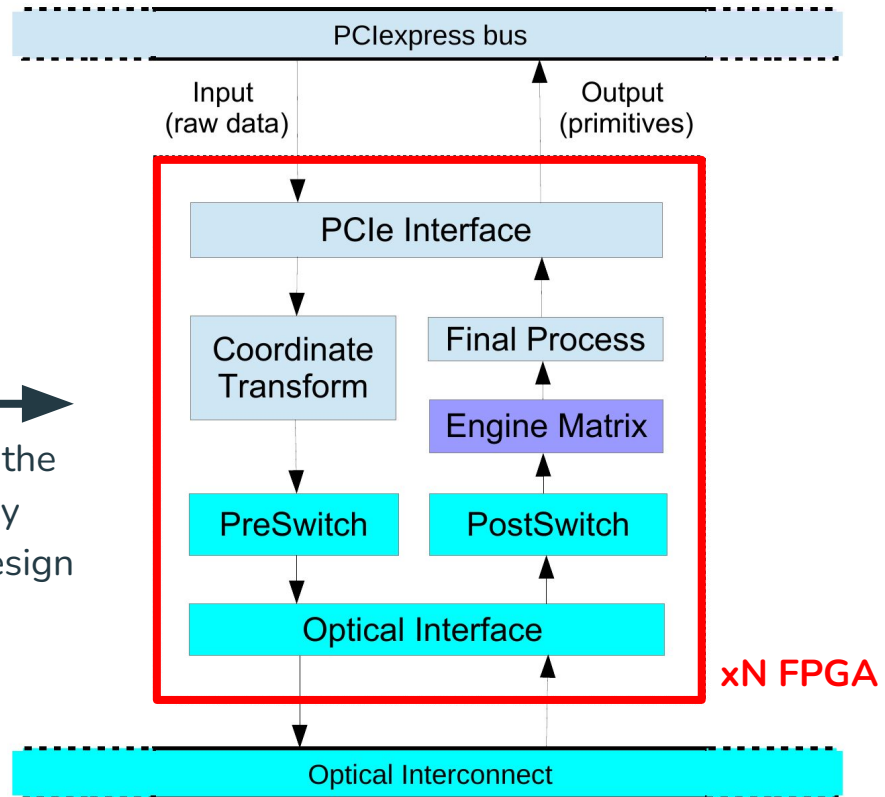 PCIexpress bus
Input
(raw data)
Output
(primitives)
PCIe Interface
Coordinate
Transform
Final Process
Engine Matrix
the
y
esign
PreSwitch
PostSwitch
Optical Interface
xN FPGA
Optical Interconnect